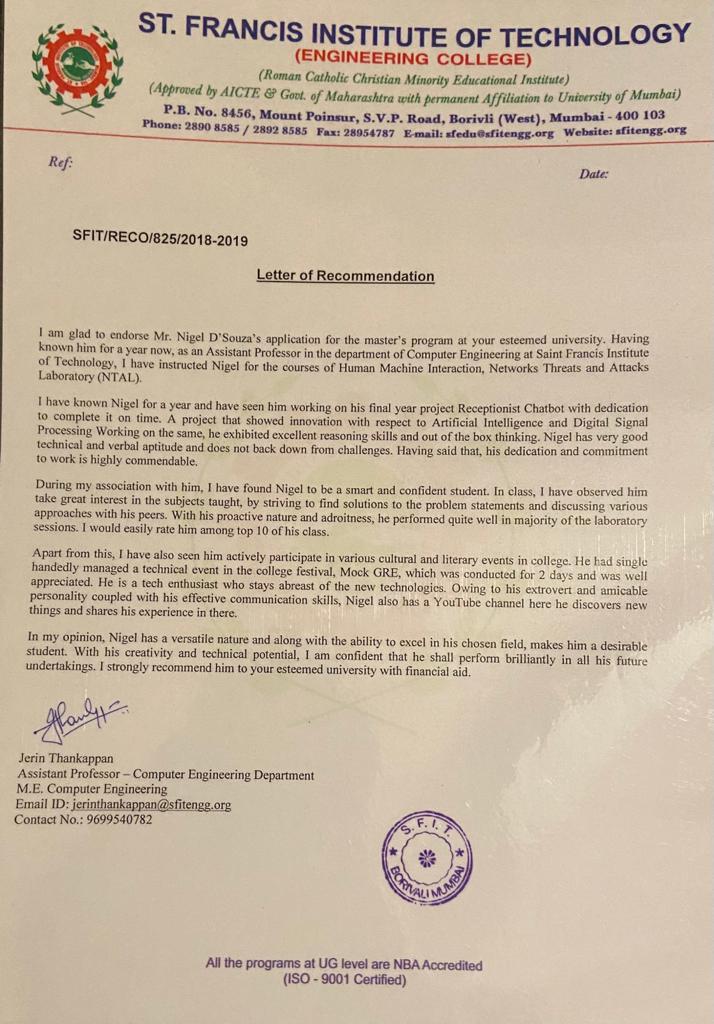 ST. FRANCIS INSTITUTE OF TECHNOLOGY
(ENGINEERING COLLEGE)
(Roman Catholic Christian Minority Educational Institute)
(Approved by AICTE & Govt. of Maharashtra with permanent Affiliation to University of Mumbai)
P.B. No. 8456, Mount Poinsur, S.V.P. Road, Borivli (West), Mumbai - 400 103
Phone: 2890 8585 / 2892 8585 Fax: 28954787 E-mail: sfedu@sfitengg.org Website: sfitengg.org
Ref:
Date:
SFIT/RECO/825/2018-2019
Letter of Recommendation
I am glad to endorse Mr. Nigel D'Souza's application for the master's program at your esteemed university. Having
known him for a year now, as an Assistant Professor in the department of Computer Engineering at Saint Francis Institute
of Technology, I have instructed Nigel for the courses of Human Machine Interaction, Networks Threats and Attacks
Laboratory (NTAL).
I have known Nigel for a year and have seen him working on his final year project Receptionist Chatbot with dedication
to complete it on time. A project that showed innovation with respect to Artificial Intelligence and Digital Signal
Processing Working on the same, he exhibited excellent reasoning skills and out of the box thinking. Nigel has very good
technical and verbal aptitude and does not back down from challenges. Having said that, his dedication and commitment
to work is highly commendable.
During my association with him, I have found Nigel to be a smart and confident student. In class, I have observed him
take great interest in the subjects taught, by striving to find solutions to the problem statements and discussing various
approaches with his peers. With his proactive nature and adroitness, he performed quite well in majority of the laboratory
sessions. I would easily rate him among top 10 of his class.
Apart from this, I have also seen him actively participate in various cultural and literary events in college. He had single
handedly managed a technical event in the college festival, Mock GRE, which was conducted for 2 days and was well
appreciated. He is a tech enthusiast who stays abreast of the new technologies. Owing to his extrovert and amicable
personality coupled with his effective communication skills, Nigel also has a YouTube channel here he discovers new
things and shares his experience in there.
In my opinion, Nigel has a versatile nature and along with the ability to excel in his chosen field, makes him a desirable
student. With his creativity and technical potential, I am confident that he shall perform brilliantly in all his future
undertakings. I strongly recommend him to your esteemed university with financial aid.
Jerin Thankappan
Assistant Professor – Computer Engineering Department
M.E. Computer Engineering
Email ID: jerinthankappan@sfitengg.org
Contact No.: 9699540782
S. F. I. T.
BORIVALI MUMBAI
All the programs at UG level are NBA Accredited
(ISO - 9001 Certified)